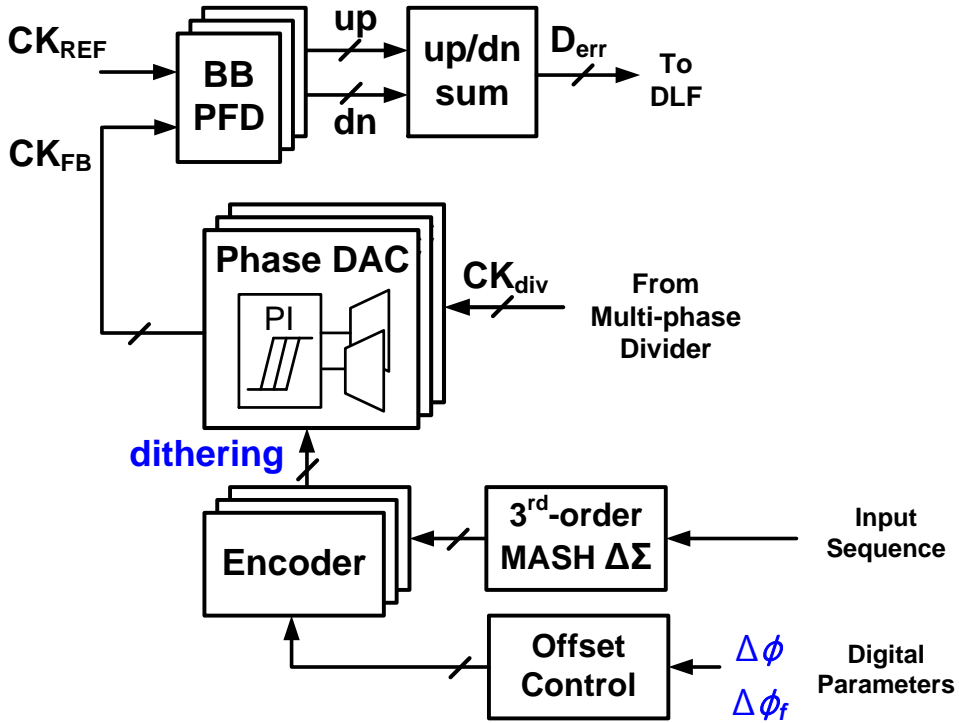 CK_REF
CK_FB
BB
PFD
up
dn
up/dn
sum
D_err
To
DLF
Phase DAC
PI
CK_div
From
Multi-phase
Divider
dithering
Encoder
3rd-order
MASH ΔΣ
Input
Sequence
Offset
Control
Δϕ
Δϕ_f
Digital
Parameters